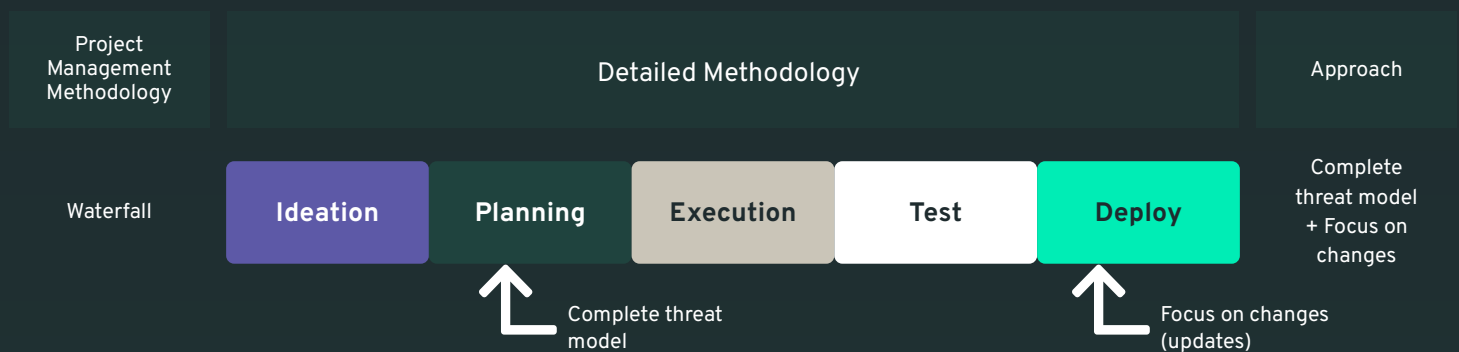 Project
Management
Methodology
Detailed Methodology
Approach
Waterfall
Ideation
Planning
Execution
Test
Deploy
Complete
threat model
+ Focus on
changes
Complete threat
model
Focus on changes
(updates)